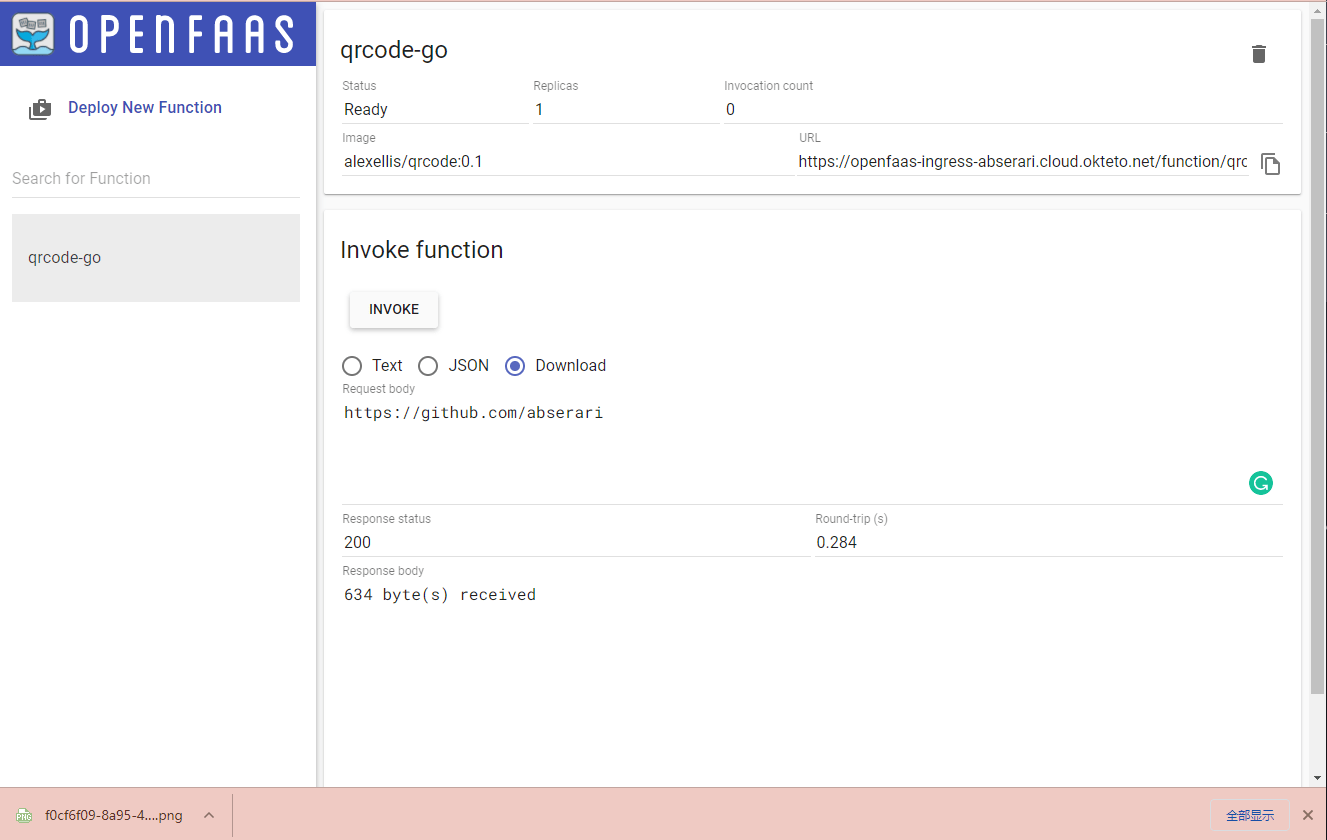 OPENFAAS
Deploy New Function
Search for Function
qrcode-go
qrcode-go
Status
Replicas
Invocation count
Ready
1
0
Image
URL
alexellis/qrcode:0.1
https://openfaas-ingress-abserari.cloud.okteto.net/function/qrc
Invoke function
INVOKE
Text
JSON
Download
Request body
https://github.com/abserari
Response status
Round-trip (s)
200
0.284
Response body
634 byte(s) received
f0cf6f09-8a95-4....png
全部显示